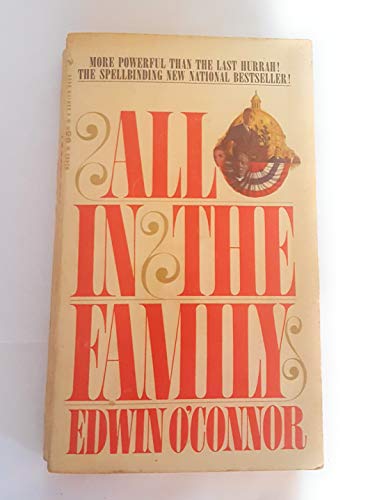 MORE POWERFUL THAN THE LAST HURRAH!
THE SPELLBINDING NEW NATIONAL BESTSELLER!
ALL
IN THE
FAMILY
EDWIN O'CONNOR